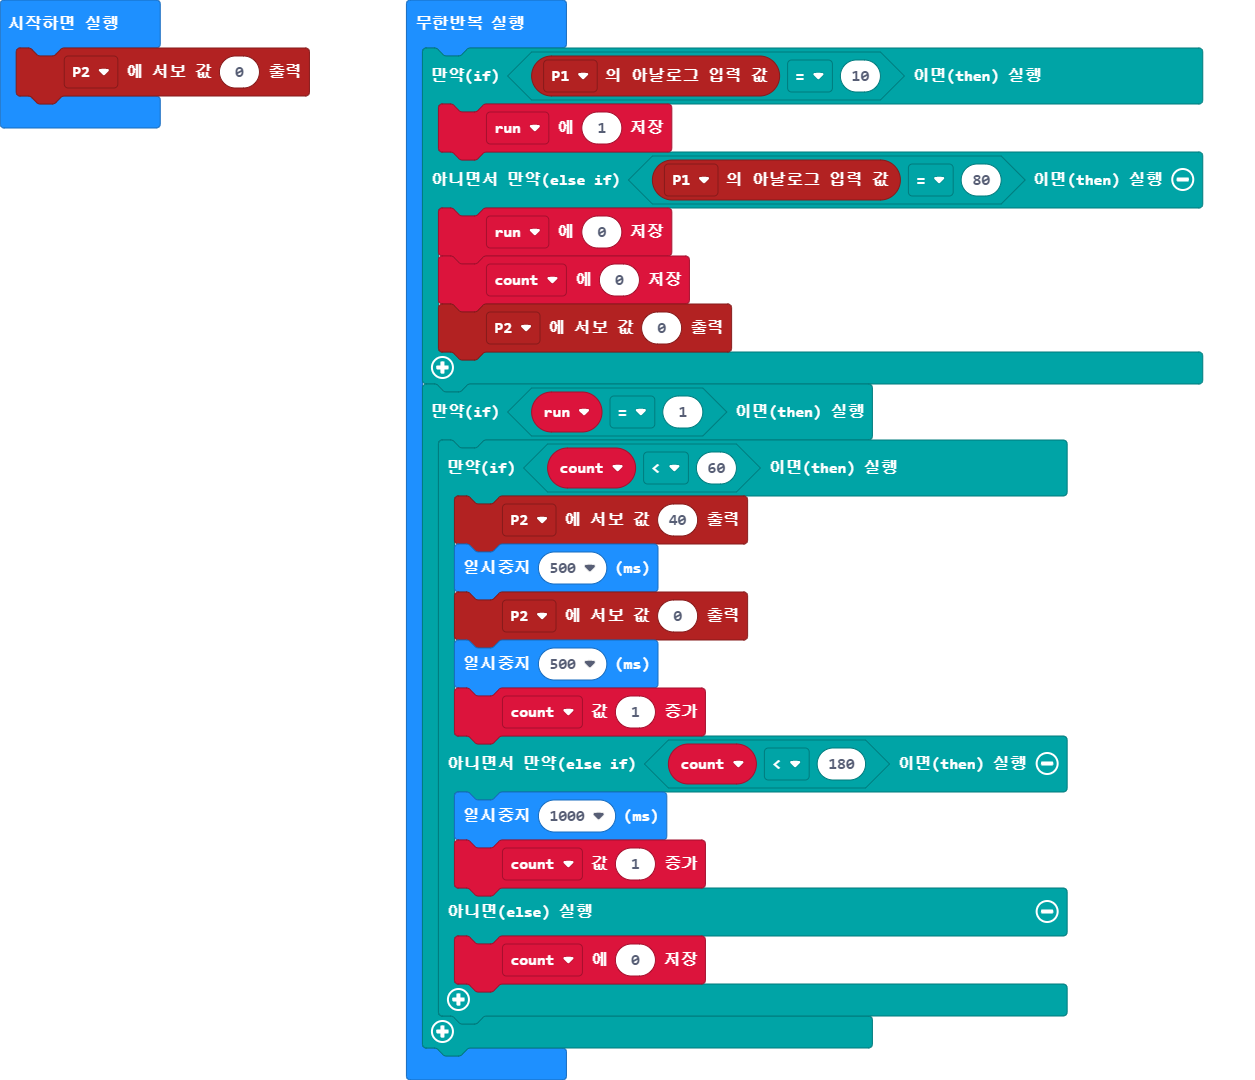 시작하면 실행
P2 에 서보 값 0 출력
무한반복 실행
만약(if) P1 의 아날로그 입력 값 = 10 이면(then) 실행
run 에 1 저장
아니면서 만약(else if) P1 의 아날로그 입력 값 = 80 이면(then) 실행
run 에 0 저장
count 에 0 저장
P2 에 서보 값 0 출력
만약(if) run = 1 이면(then) 실행
만약(if) count < 60 이면(then) 실행
P2 에 서보 값 40 출력
일시중지 500 (ms)
P2 에 서보 값 0 출력
일시중지 500 (ms)
count 값 1 증가
아니면서 만약(else if) count < 180 이면(then) 실행
일시중지 1000 (ms)
count 값 1 증가
아니면(else) 실행
count 에 0 저장